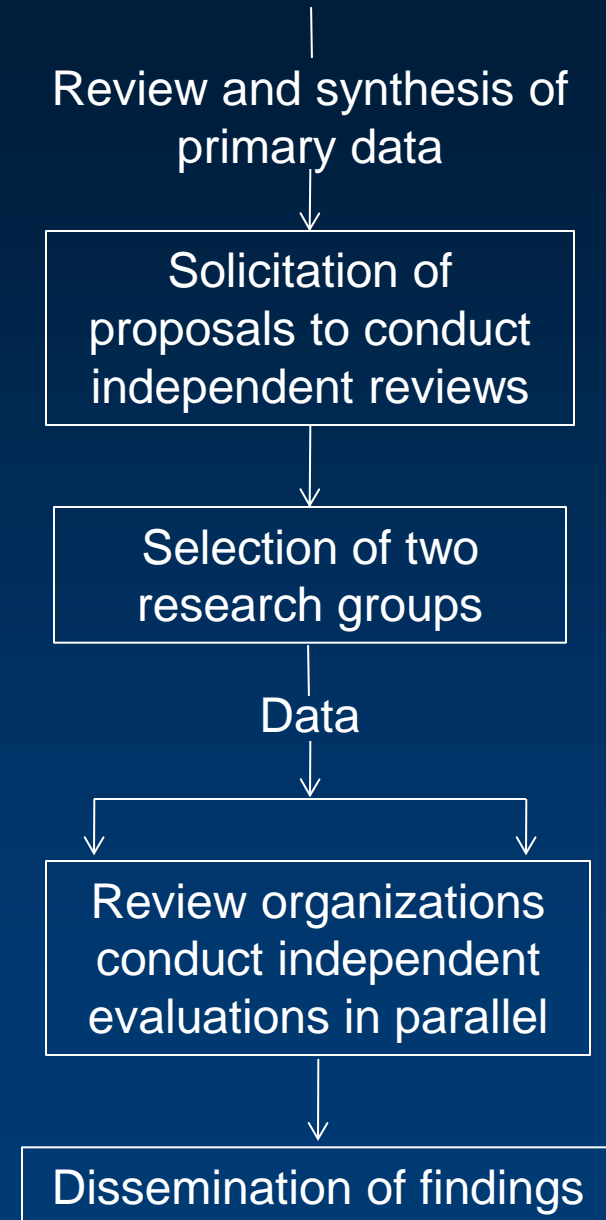 Review and synthesis of
primary data
Solicitation of
proposals to conduct
independent reviews
Selection of two
research groups
Data
Review organizations
conduct independent
evaluations in parallel
Dissemination of findings